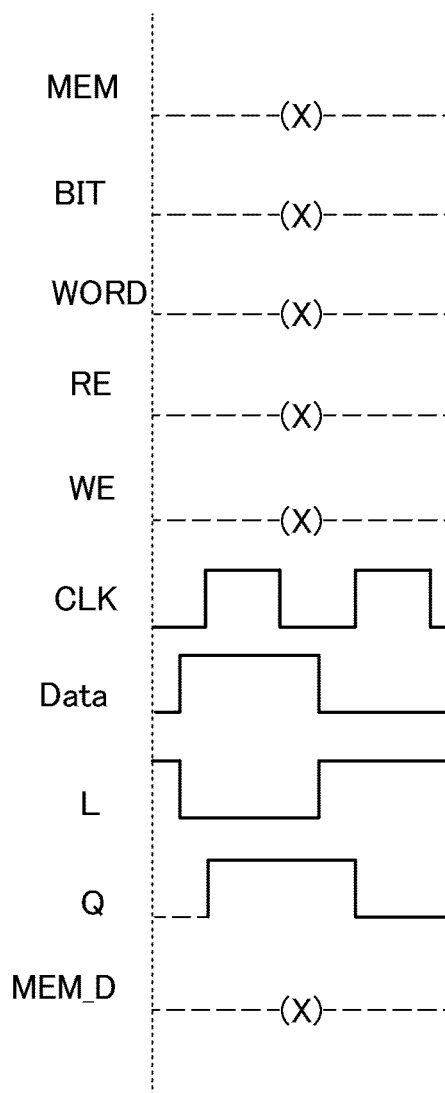 MEM
(X)
BIT
(X)
WORD
(X)
RE
(X)
WE
(X)
CLK
Data
L
Q
MEM_D
(X)